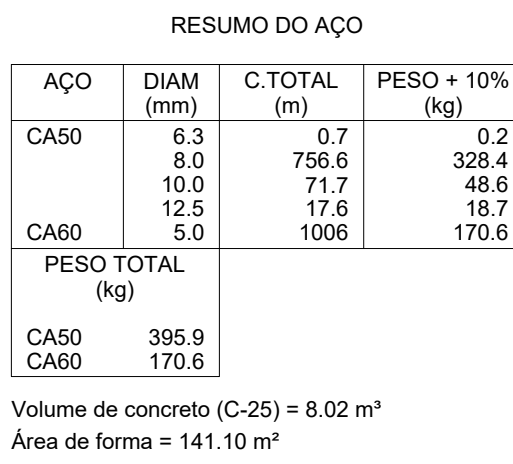 RESUMO DO AÇO
AÇO DIAM C.TOTAL PESO + 10%
(mm) (m) (kg)
CA50 6.3 0.7 0.2
8.0 756.6 328.4
10.0 71.7 48.6
12.5 17.6 18.7
CA60 5.0 1006 170.6
PESO TOTAL
(kg)
CA50 395.9
CA60 170.6
Volume de concreto (C-25) = 8.02 m³
Área de forma = 141.10 m²